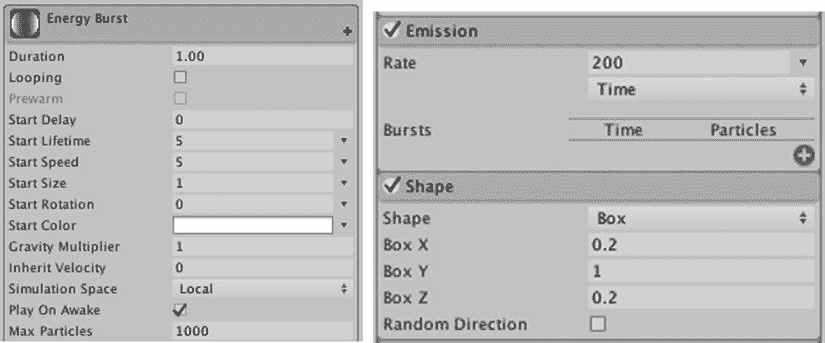 Energy Burst
Duration 1.00
Looping
Prewarm
Start Delay 0
Start Lifetime 5
Start Speed 5
Start Size 1
Start Rotation 0
Start Color
Gravity Multiplier 1
Inherit Velocity 0
Simulation Space Local
Play On Awake
Max Particles 1000
Emission
Rate 200
Time
Bursts Time Particles
Shape
Shape Box
Box X 0.2
Box Y 1
Box Z 0.2
Random Direction